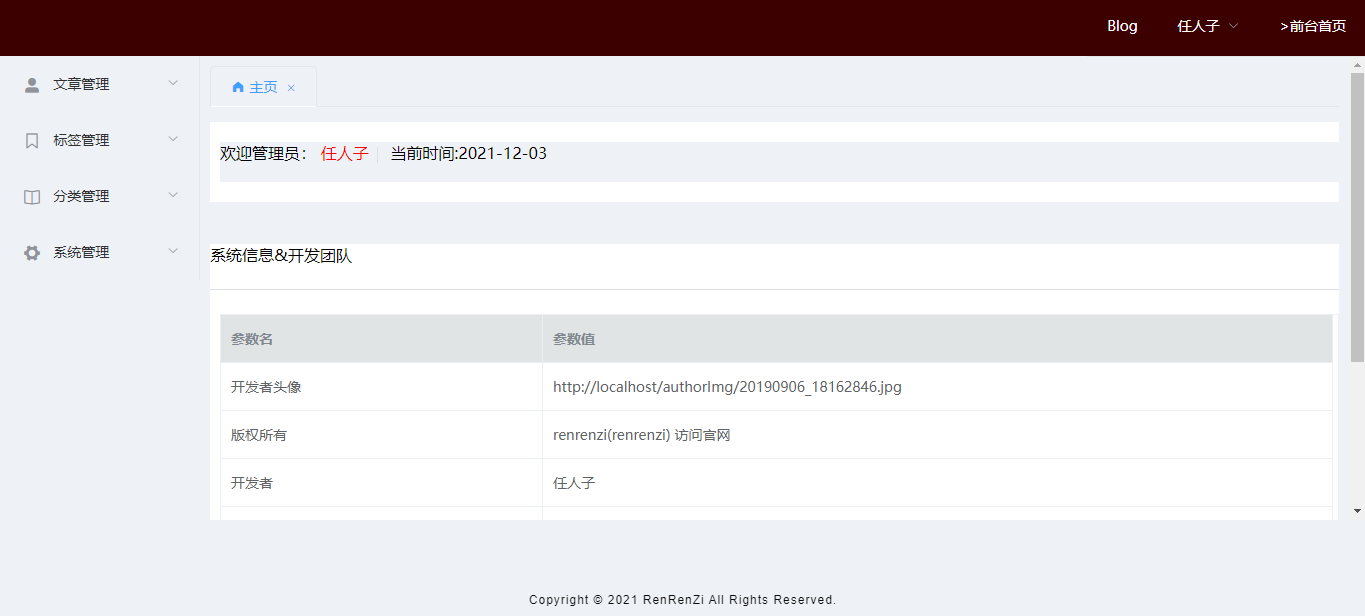 Blog 任人子 >前台首页
文章管理
标签管理
分类管理
系统管理
主页
欢迎管理员： 任人子 当前时间:2021-12-03
系统信息&开发团队
参数名 参数值
开发者头像 http://localhost/authorImg/20190906_18162846.jpg
版权所有 renrenzi(renrenzi) 访问官网
开发者 任人子
Copyright © 2021 RenRenZi All Rights Reserved.